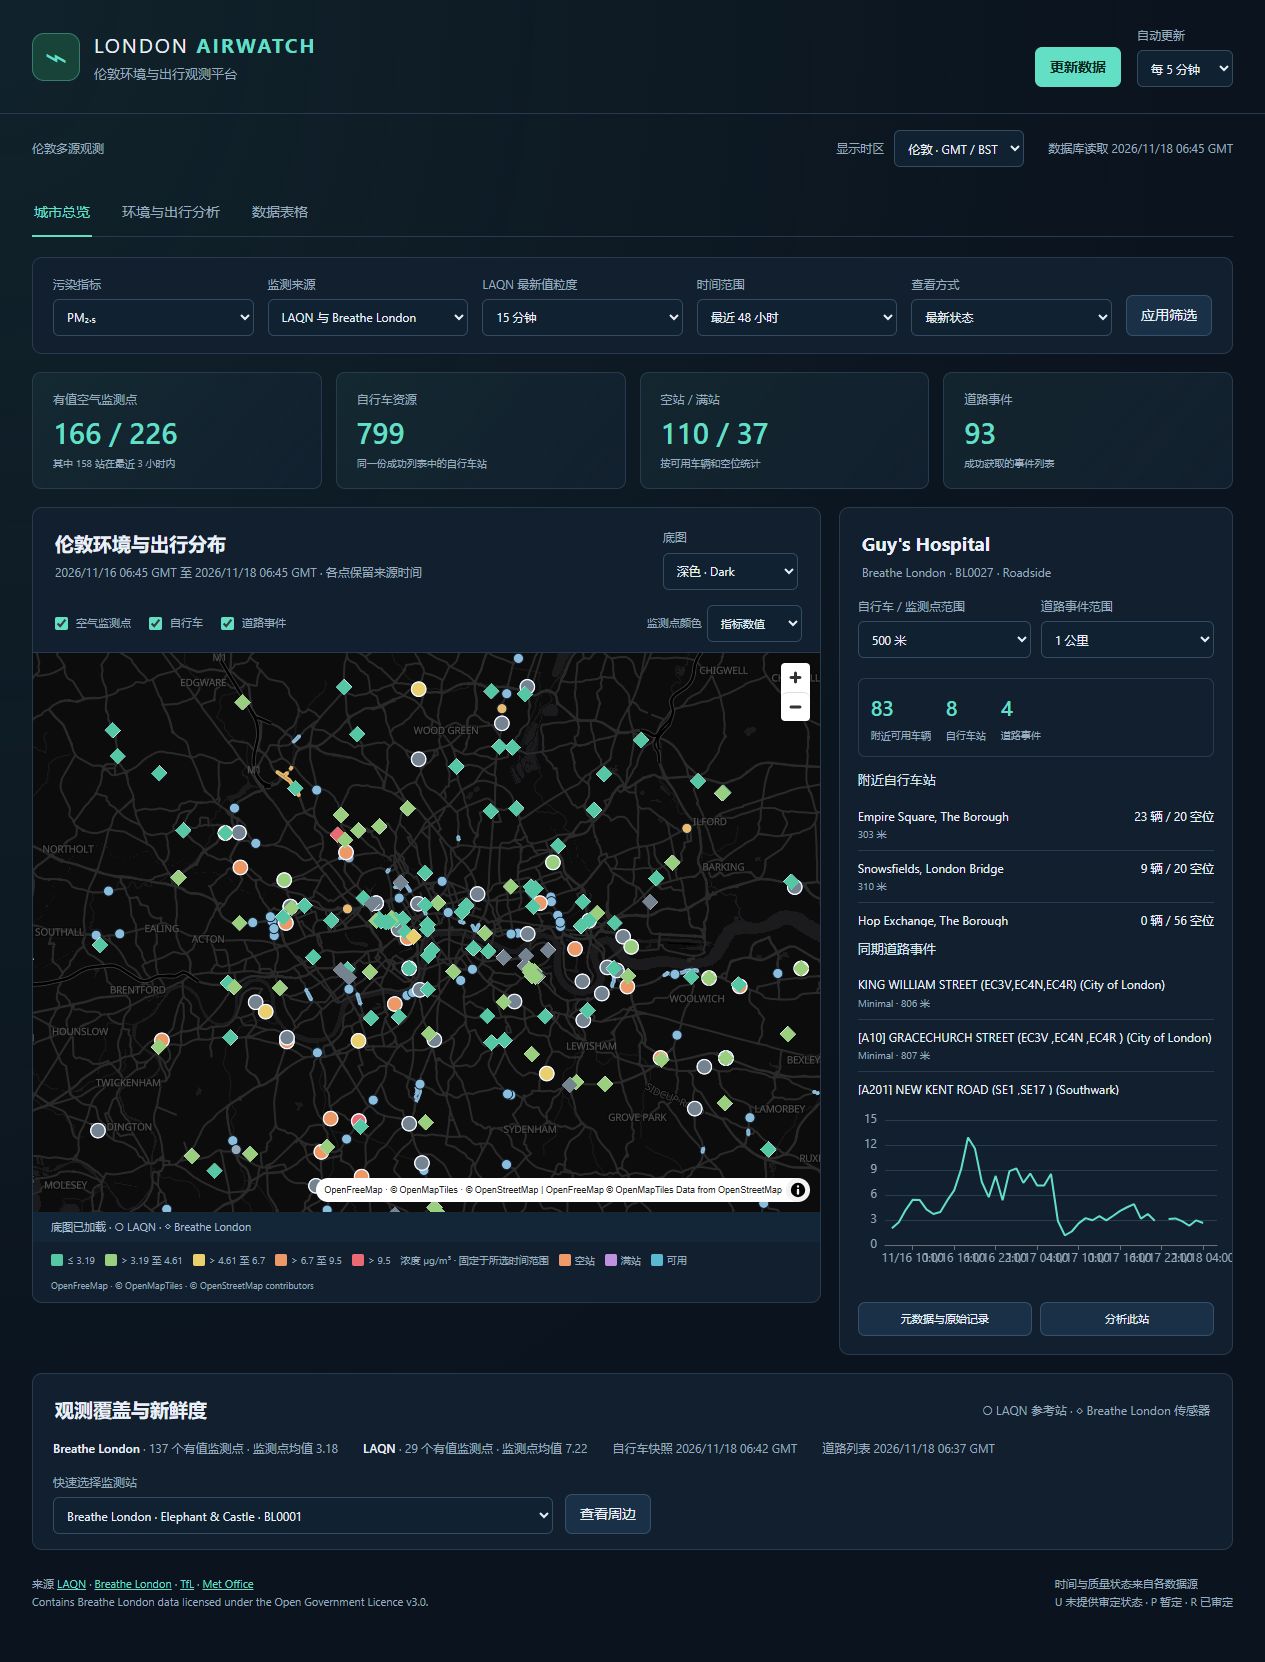 LONDON AIRWATCH
伦敦环境与出行观测平台
更新数据
自动更新
每 5 分钟
伦敦多源观测
显示时区
伦敦 · GMT / BST
数据库读取 2026/11/18 06:45 GMT
城市总览
环境与出行分析
数据表格
污染指标
PM₂.₅
监测来源
LAQN 与 Breathe London
LAQN 最新值粒度
15 分钟
时间范围
最近 48 小时
查看方式
最新状态
应用筛选
有值空气监测点
166 / 226
其中 158 站在最近 3 小时内
自行车资源
799
同一份成功列表中的自行车站
空站 / 满站
110 / 37
按可用车辆和空位统计
道路事件
93
成功获取的事件列表
伦敦环境与出行分布
2026/11/16 06:45 GMT 至 2026/11/18 06:45 GMT · 各点保留来源时间
底图
深色 · Dark
空气监测点
自行车
道路事件
监测点颜色
指标数值
M1
EDGWARE
CHIGWELL
WOOD GREEN
M1
ILFORD
NORTHOLT
BARKING
SOUTHALL
EALING
ACTON
BRENTFORD
WOOLWICH
HOUNSLOW
LEWISHAM
BEXLEY
TWICKENHAM
SIDCUP R
LAMORBEY
GROVE PARK
DINGTON
SYDENHAM
RUXL
MOLESEY
OpenFreeMap · © OpenMapTiles · © OpenStreetMap | OpenFreeMap © OpenMapTiles Data from OpenStreetMap
底图已加载 · ○ LAQN · ⋄ Breathe London
≤ 3.19
> 3.19 至 4.61
> 4.61 至 6.7
> 6.7 至 9.5
> 9.5
浓度 μg/m³ · 固定于所选时间范围
空站
满站
可用
OpenFreeMap · © OpenMapTiles · © OpenStreetMap contributors
Guy's Hospital
Breathe London · BL0027 · Roadside
自行车 / 监测点范围
500 米
道路事件范围
1 公里
83
附近可用车辆
8
自行车站
4
道路事件
附近自行车站
Empire Square, The Borough
23 辆 / 20 空位
303 米
Snowsfields, London Bridge
9 辆 / 20 空位
310 米
Hop Exchange, The Borough
0 辆 / 56 空位
同期道路事件
KING WILLIAM STREET (EC3V,EC4N,EC4R) (City of London)
Minimal · 806 米
[A10] GRACECHURCH STREET (EC3V ,EC4N ,EC4R ) (City of London)
Minimal · 807 米
[A201] NEW KENT ROAD (SE1 ,SE17 ) (Southwark)
15
12
9
6
3
0
11/16 10:00
元数据与原始记录
分析此站
观测覆盖与新鲜度
○ LAQN 参考站 · ⋄ Breathe London 传感器
Breathe London · 137 个有值监测点 · 监测点均值 3.18
LAQN · 29 个有值监测点 · 监测点均值 7.22
自行车快照 2026/11/18 06:42 GMT
道路列表 2026/11/18 06:37 GMT
快速选择监测站
Breathe London · Elephant & Castle · BL0001
查看周边
来源 LAQN · Breathe London · TfL · Met Office
Contains Breathe London data licensed under the Open Government Licence v3.0.
时间与质量状态来自各数据源
U 未提供审定状态 · P 暂定 · R 已审定